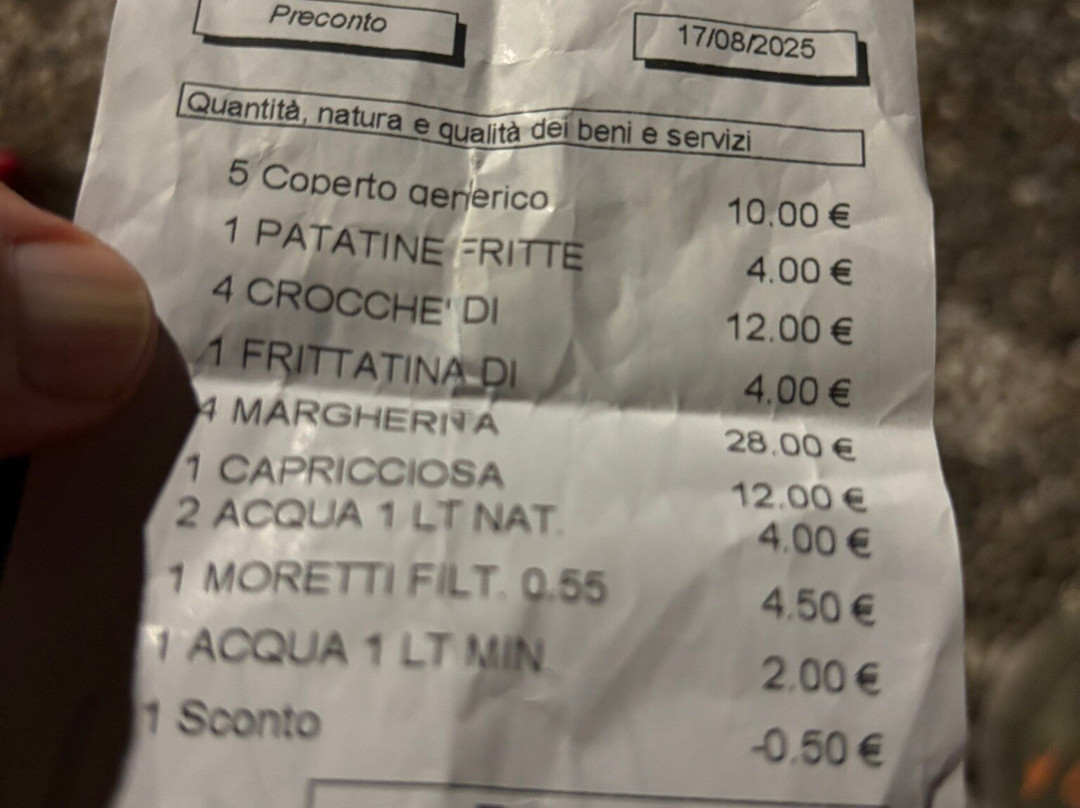 Preconto
17/08/2025
Quantità, natura e qualità dei beni e servizi
5 Coperto generico 10.00 €
1 PATATINE FRITTE 4.00 €
4 CROCCHE' DI 12.00 €
1 FRITTATINA DI 4.00 €
4 MARGHERITA 28.00 €
1 CAPRICCIOSA 12.00 €
2 ACQUA 1 LT NAT. 4.00 €
1 MORETTI FILT. 0.55 4.50 €
1 ACQUA 1 LT MIN. 2.00 €
1 Sconto -0.50 €